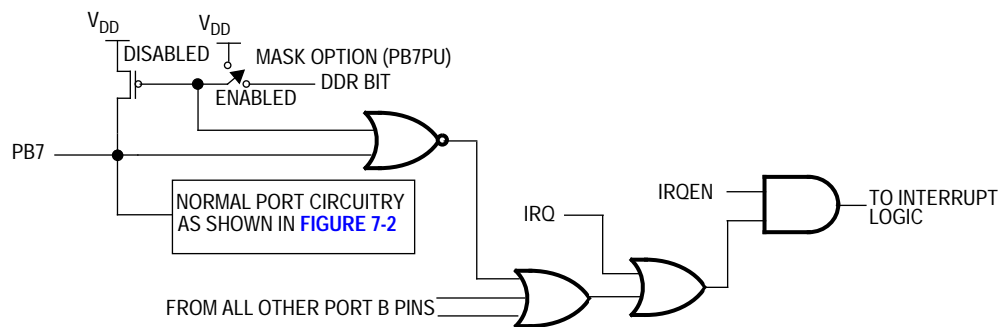 VDD
VDD
DISABLED
MASK OPTION (PB7PU)
DDR BIT
ENABLED
PB7
NORMAL PORT CIRCUITRY
AS SHOWN IN FIGURE 7-2
IRQEN
TO INTERRUPT
LOGIC
IRQ
FROM ALL OTHER PORT B PINS